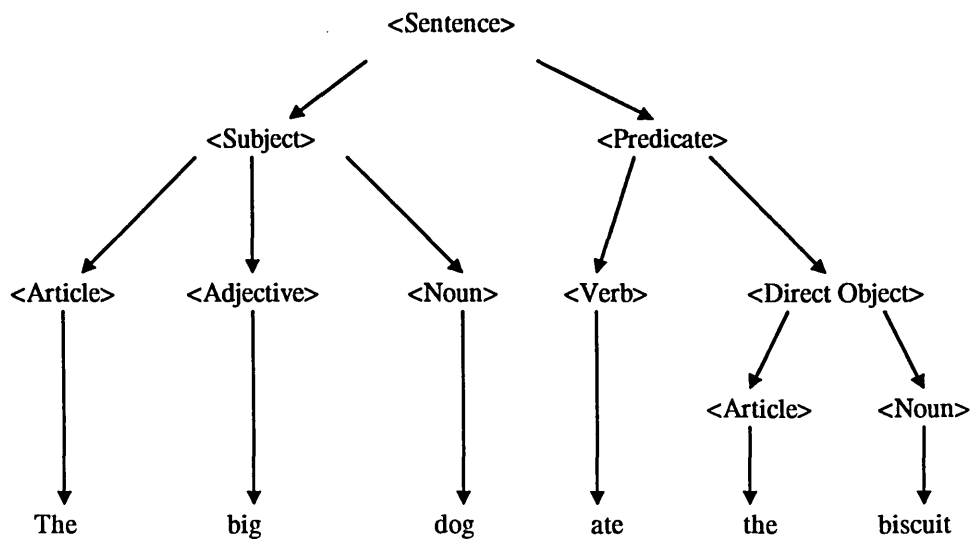 <Sentence>
<Subject> <Predicate>
<Article> <Adjective> <Noun> <Verb> <Direct Object>
<Article> <Noun>
The big dog ate the biscuit